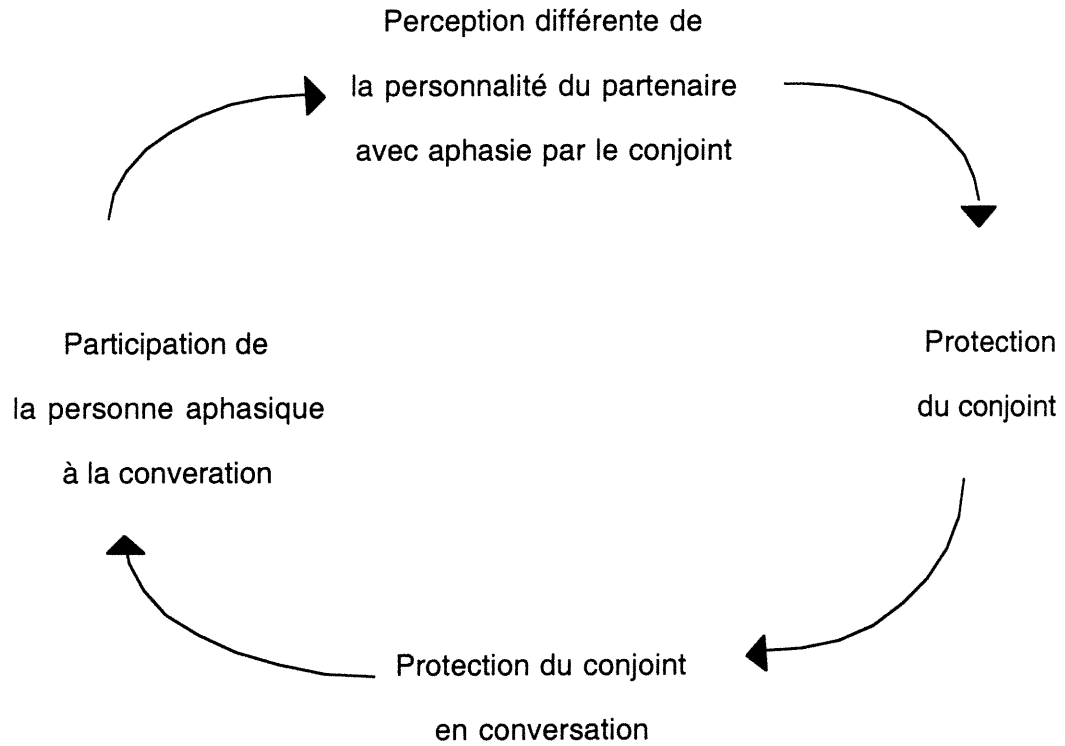 Perception différente de
la personnalité du partenaire
avec aphasie par le conjoint
Protection
du conjoint
Protection du conjoint
en conversation
Participation de
la personne aphasique
à la converation